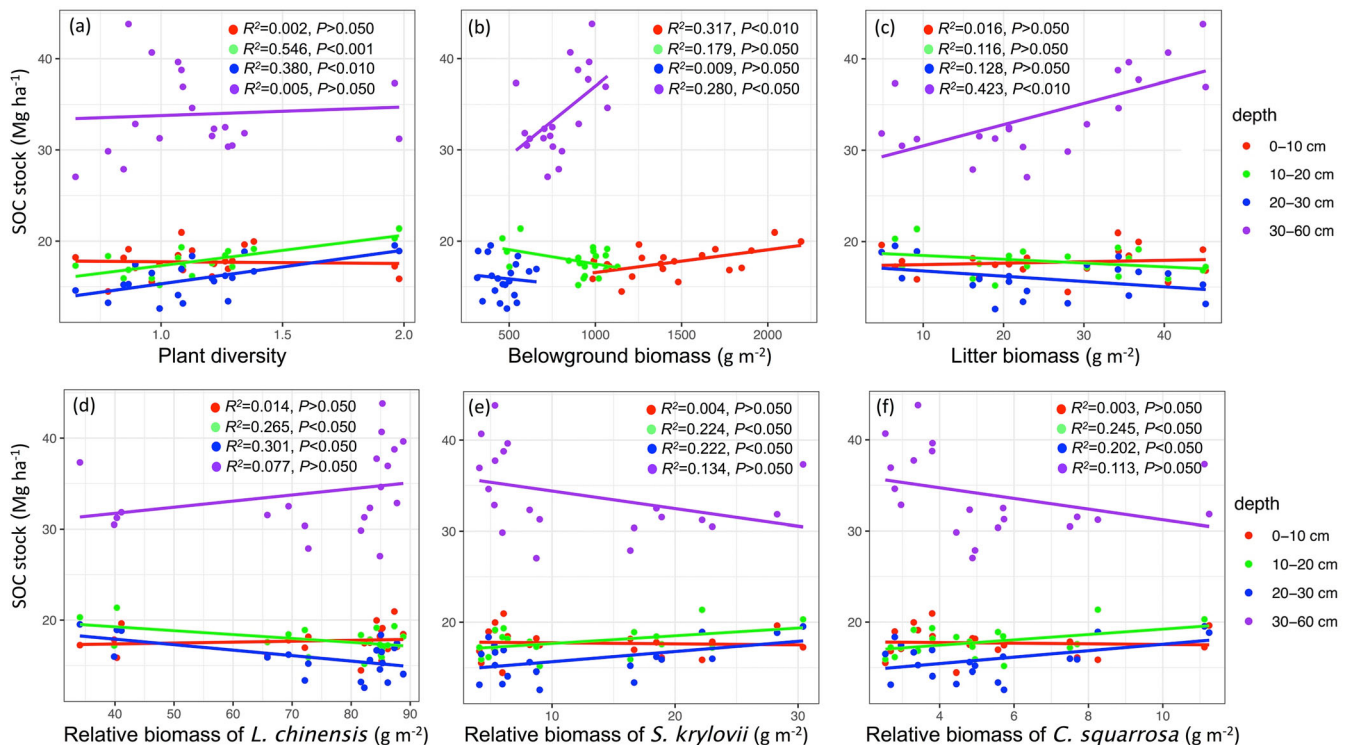 (a)
R²=0.002, P>0.050
R²=0.546, P<0.001
R²=0.380, P<0.010
R²=0.005, P>0.050
SOC stock (Mg ha⁻¹)
40
30
20
1.0
1.5
2.0
Plant diversity
(b)
R²=0.317, P<0.010
R²=0.179, P>0.050
R²=0.009, P>0.050
R²=0.280, P<0.050
500
1000
1500
2000
Belowground biomass (g m⁻²)
(c)
R²=0.016, P>0.050
R²=0.116, P>0.050
R²=0.128, P>0.050
R²=0.423, P<0.010
10
20
30
40
Litter biomass (g m⁻²)
depth
0–10 cm
10–20 cm
20–30 cm
30–60 cm
(d)
R²=0.014, P>0.050
R²=0.265, P<0.050
R²=0.301, P<0.050
R²=0.077, P>0.050
SOC stock (Mg ha⁻¹)
40
30
20
40
50
60
70
80
90
Relative biomass of L. chinensis (g m⁻²)
(e)
R²=0.004, P>0.050
R²=0.224, P<0.050
R²=0.222, P<0.050
R²=0.134, P>0.050
10
20
30
Relative biomass of S. krylovii (g m⁻²)
(f)
R²=0.003, P>0.050
R²=0.245, P<0.050
R²=0.202, P<0.050
R²=0.113, P>0.050
4
6
8
10
Relative biomass of C. squarrosa (g m⁻²)
depth
0–10 cm
10–20 cm
20–30 cm
30–60 cm